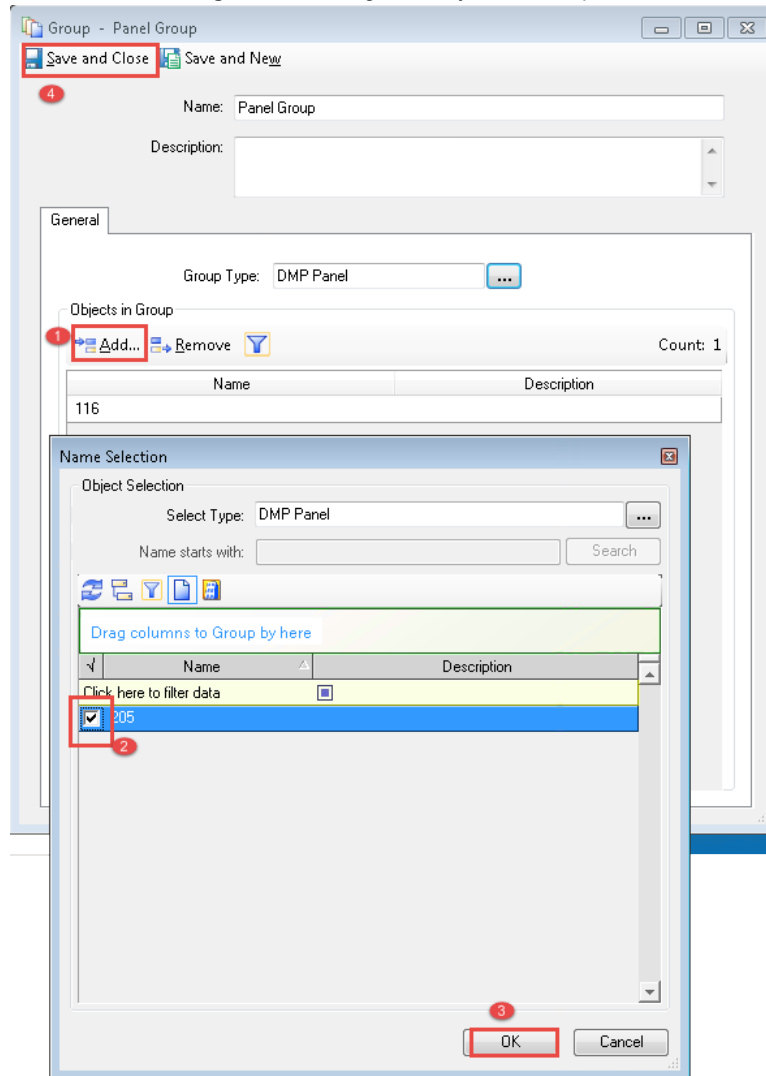 Group - Panel Group
Save and Close Save and New
4
Name: Panel Group
Description:
General
Group Type: DMP Panel ...
Objects in Group
1
Add... Remove Count: 1
Name Description
116
Name Selection
Object Selection
Select Type: DMP Panel ...
Name starts with: Search
Drag columns to Group by here
√ Name Description
Click here to filter data
205
2
3
OK Cancel